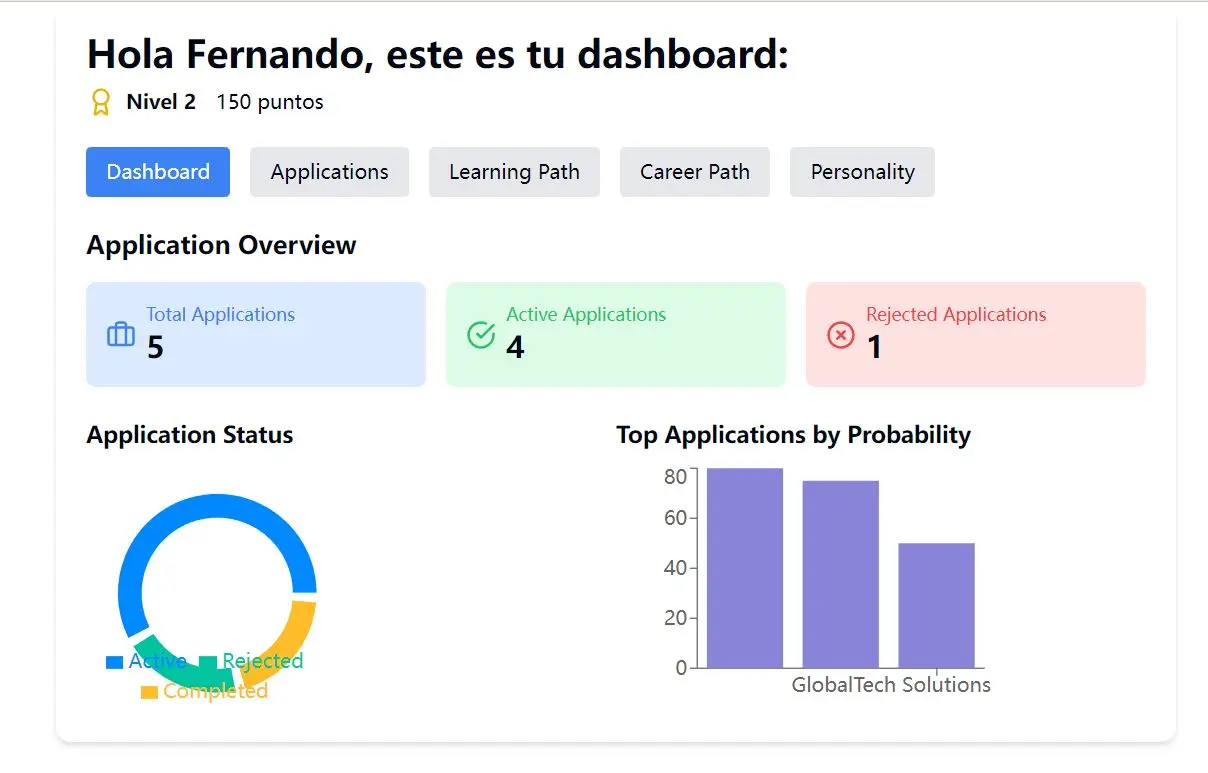 Hola Fernando, este es tu dashboard:
Nivel 2 150 puntos
Dashboard Applications Learning Path Career Path Personality
Application Overview
Total Applications
5
Active Applications
4
Rejected Applications
1
Application Status
Active Rejected
Completed
Top Applications by Probability
80
60
40
20
0
GlobalTech Solutions